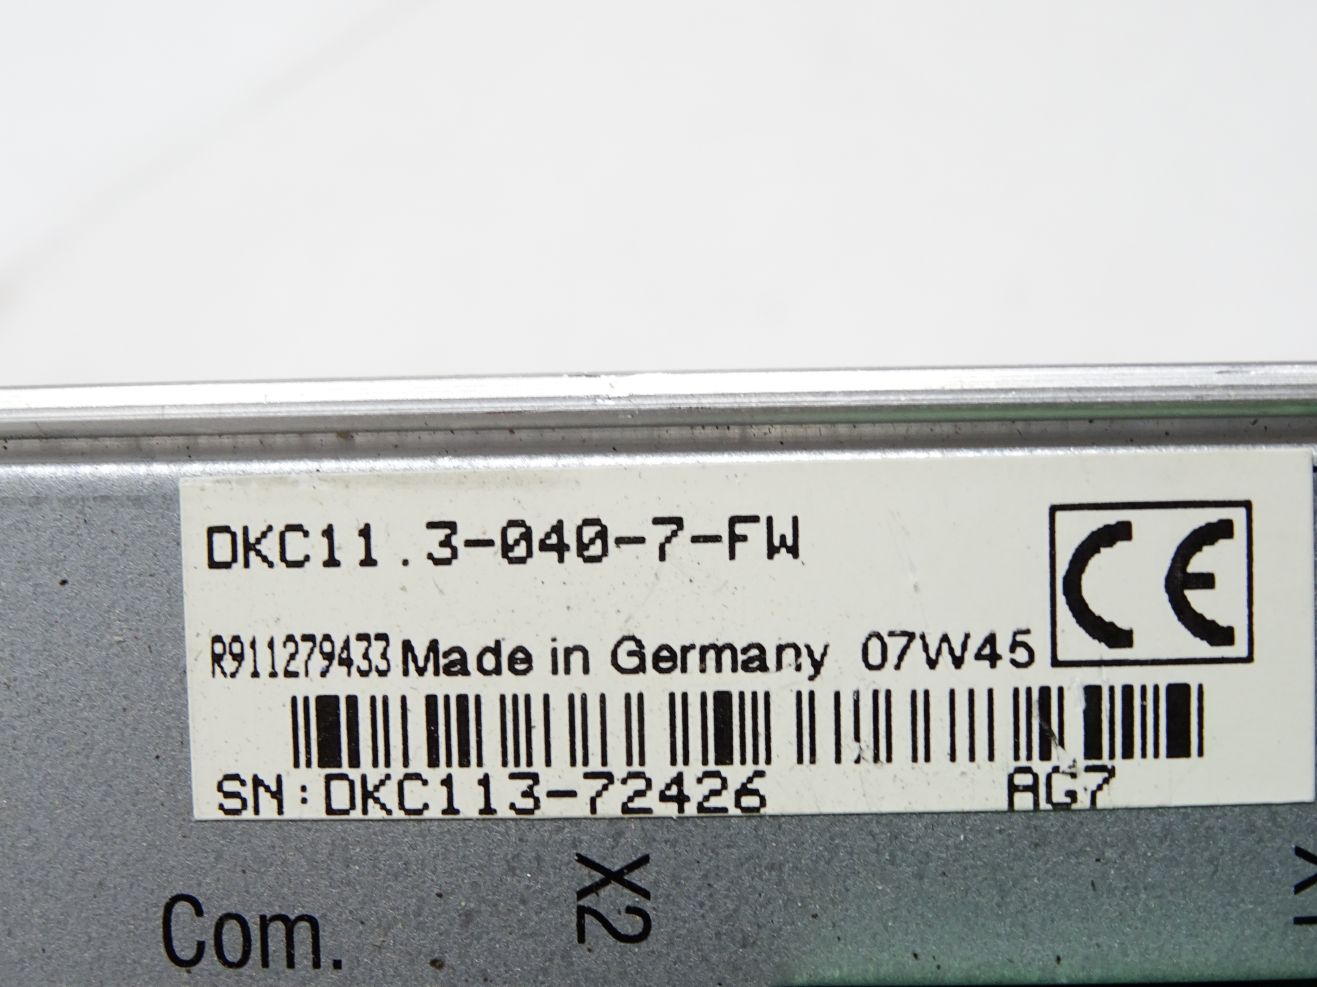 DKC11.3-040-7-FW
CE
R911279433 Made in Germany 07W45
SN:DKC113-72426 AG7
X2
Com.